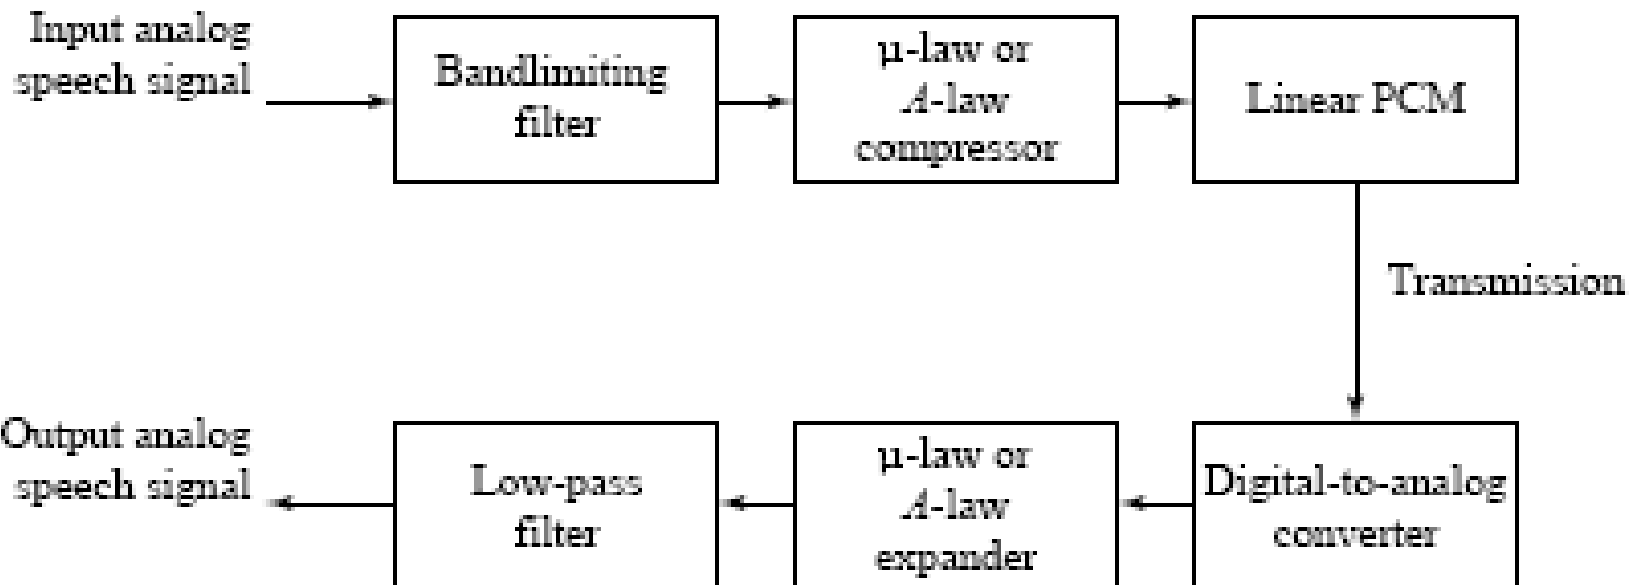 Input analog
speech signal
Bandlimiting
filter
µ-law or
A-law
compressor
Linear PCM
Transmission
Output analog
speech signal
Low-pass
filter
µ-law or
A-law
expander
Digital-to-analog
converter